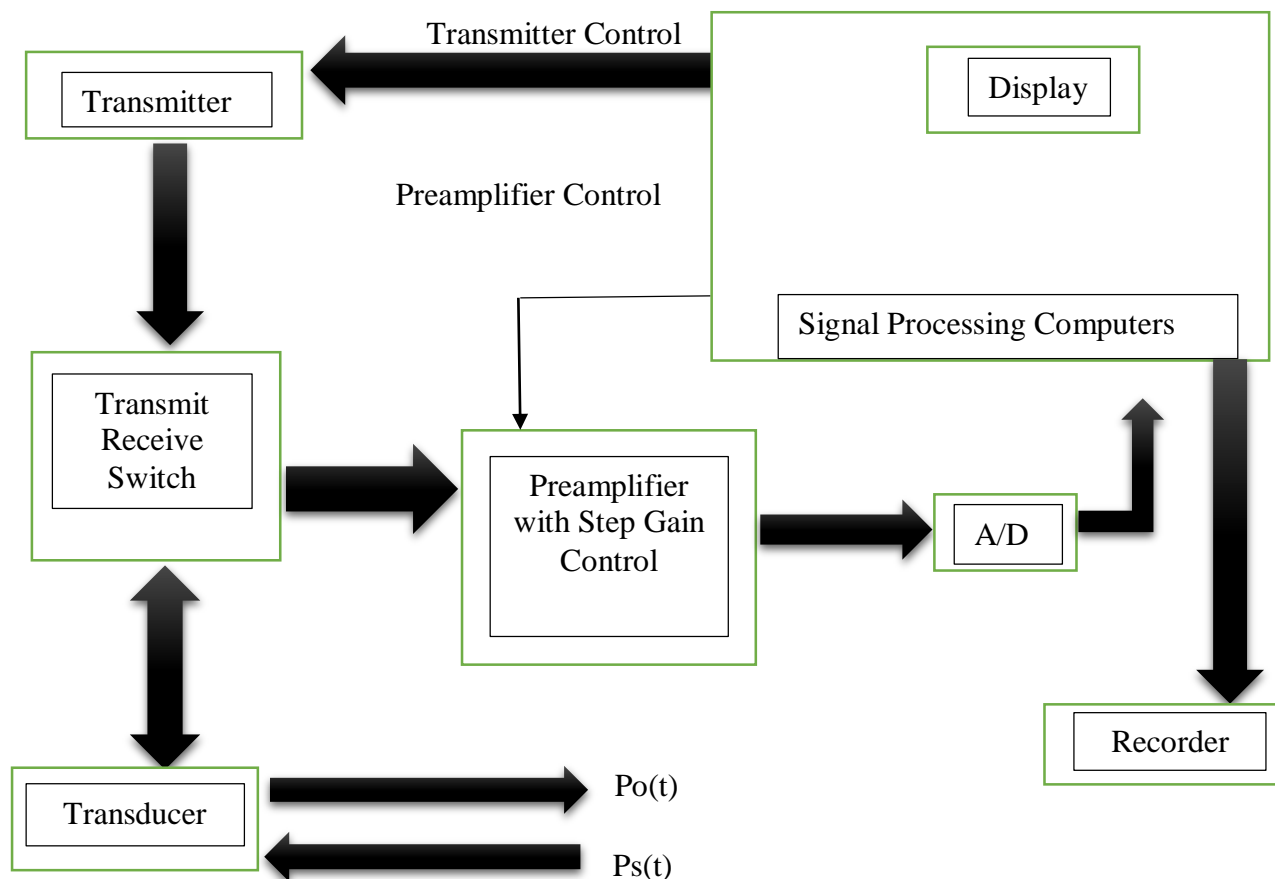 Transmitter Control
Display
Transmitter
Preamplifier Control
Signal Processing Computers
Transmit
Receive
Switch
Preamplifier
with Step Gain
Control
A/D
Recorder
Transducer
Po(t)
Ps(t)